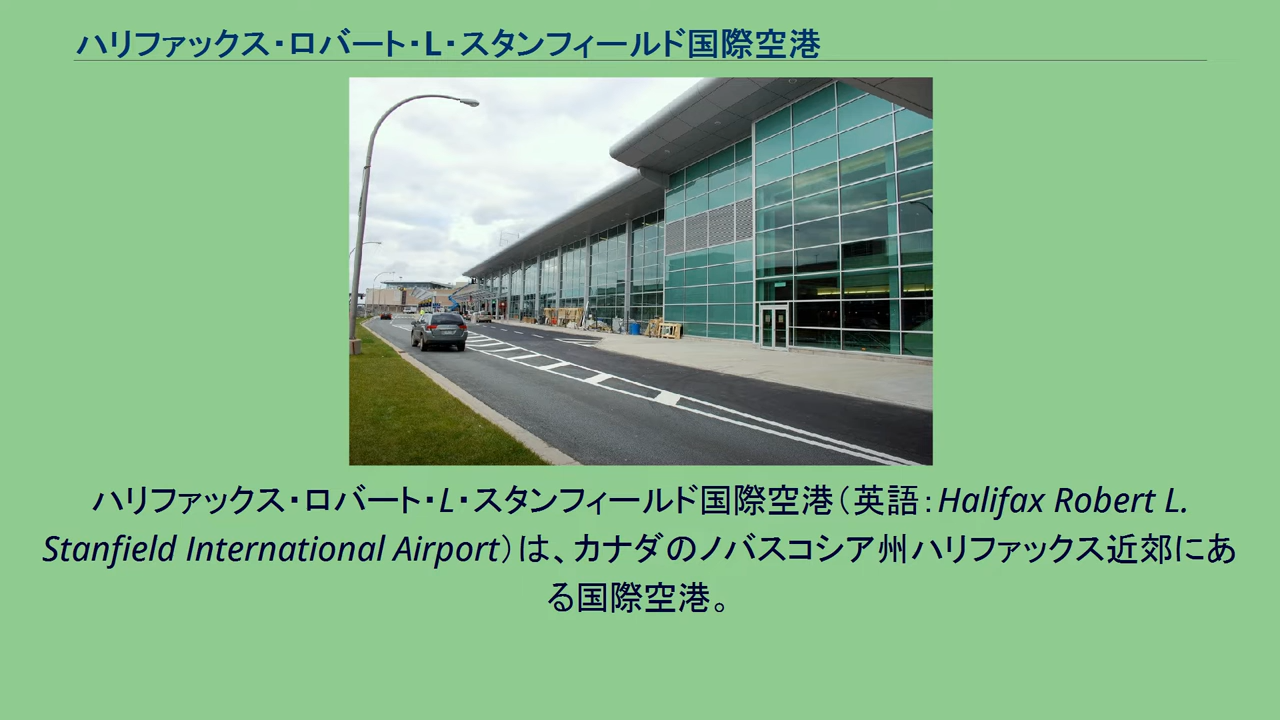 ハリファックス・ロバート・L・スタンフィールド国際空港
ハリファックス・ロバート・L・スタンフィールド国際空港（英語：Halifax Robert L.
Stanfield International Airport）は、カナダのノバスコシア州ハリファックス近郊にあ
る国際空港。